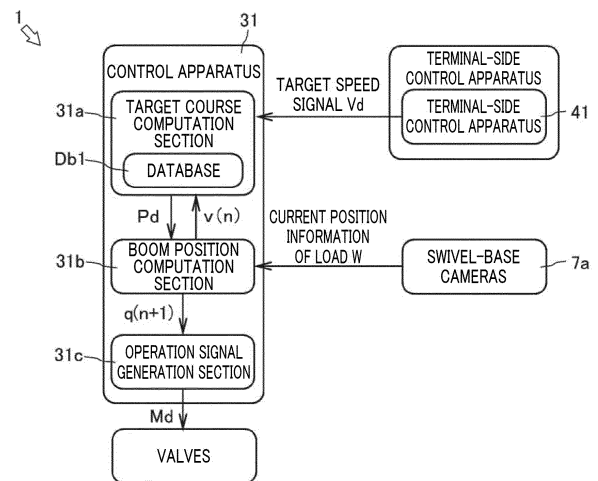 1
31
CONTROL APPARATUS
31a
TARGET COURSE
COMPUTATION
SECTION
Db1
DATABASE
TARGET SPEED
SIGNAL Vd
TERMINAL-SIDE
CONTROL APPARATUS
TERMINAL-SIDE
CONTROL APPARATUS
41
Pd
v(n)
31b
BOOM POSITION
COMPUTATION
SECTION
CURRENT POSITION
INFORMATION
OF LOAD W
SWIVEL-BASE
CAMERAS
7a
q(n+1)
31c
OPERATION SIGNAL
GENERATION SECTION
Md
VALVES